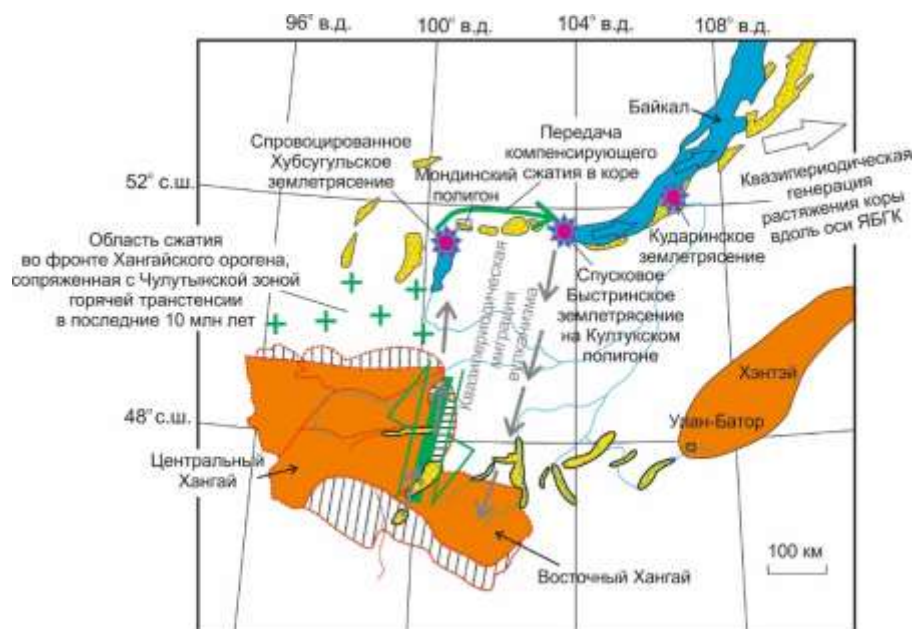 96° в.д.
100° в.д.
104° в.д.
108° в.д.
Байкал
Спровоцированное
Хубсугульское
землетрясение
Передача
компенсирующего
сжатия в коре
Мондинский
полигон
52° с.ш.
Квазипериодическая
генерация
растяжения коры
вдоль оси ЯБГК
Область сжатия
во фронте Хангайского орогена,
сопряженная с Чулутынской зоной
горячей транстенсии
в последние 10 млн лет
Кударинское
землетрясение
Спусковое
Быстринское
землетрясение
на Култукском
полигоне
Квазипериодическая
миграция
вулканизма
Хэнтэй
48° с.ш.
Улан-Батор
Центральный
Хангай
100 км
Восточный Хангай